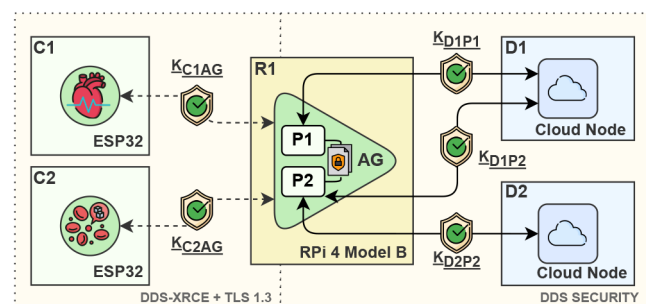 C1
ESP32
K_C1AG
C2
ESP32
K_C2AG
R1
P1
P2
AG
RPi 4 Model B
K_D1P1
K_D1P2
K_D2P2
D1
Cloud Node
D2
Cloud Node
DDS-XRCE + TLS 1.3
DDS SECURITY